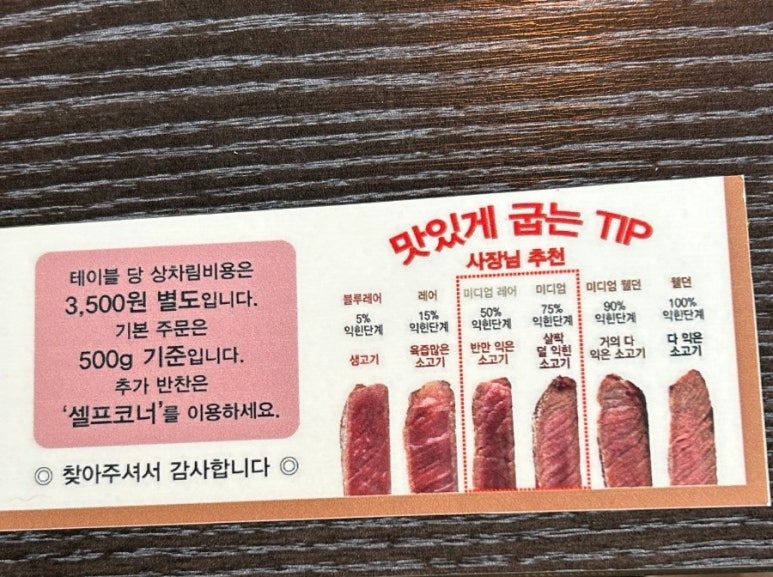 테이블 당 상차림비용은
3,500원 별도입니다.
기본 주문은
500g 기준입니다.
추가 반찬은
'셀프코너'를 이용하세요.
◎ 찾아주셔서 감사합니다 ◎
맛있게 굽는 TIP
사장님 추천
블루레어
5%
익힌단계
생고기
레어
15%
익힌단계
육즙많은
소고기
미디엄 레어
50%
익힌단계
반만 익은
소고기
미디엄
75%
익힌단계
살짝
덜 익힌
소고기
미디엄 웰던
90%
익힌단계
거의 다
익은 소고기
웰던
100%
익힌단계
다 익은
소고기